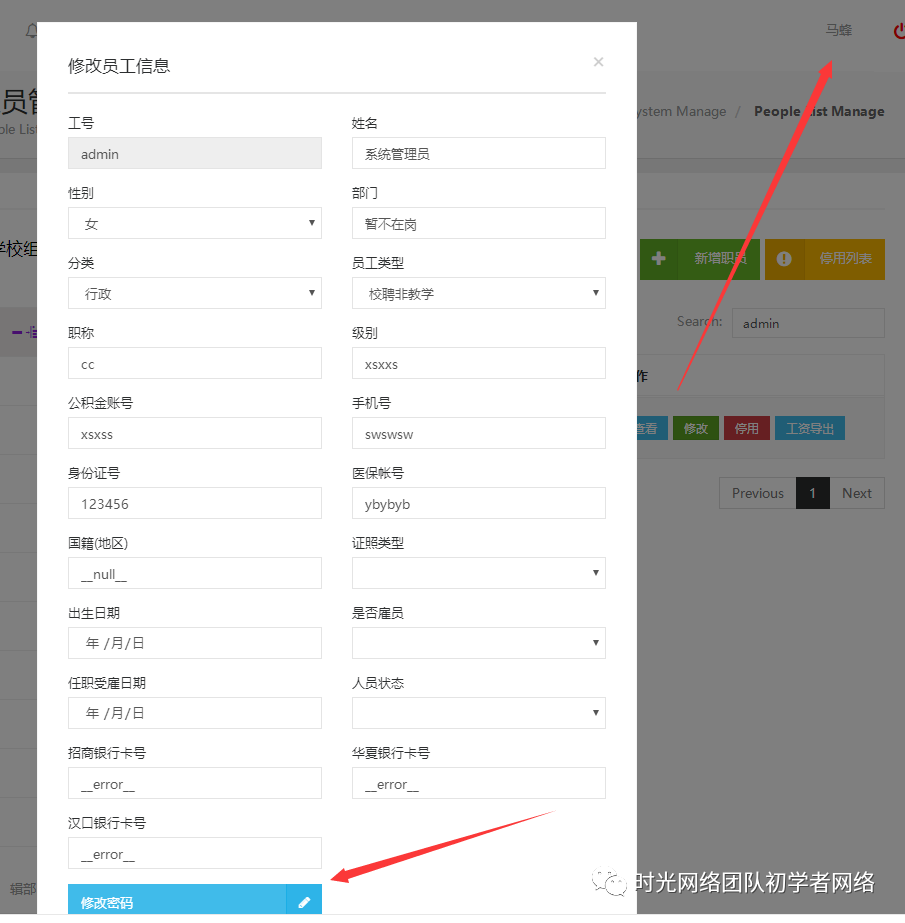 马蜂
修改员工信息 ×
员管
ple List
ystem Manage / People List Manage
工号 姓名
admin 系统管理员
性别 部门
女 暂不在岗
学校组
新增职员 停用列表
分类 员工类型
行政 校聘非教学
Search: admin
职称 级别
cc xsxxs
作
公积金账号 手机号
xsxss swswsw
查看 修改 停用 工资导出
身份证号 医保帐号
123456 ybybyb
Previous 1 Next
国籍(地区) 证照类型
__null__
出生日期 是否雇员
年 /月/日
任职受雇日期 人员状态
年 /月/日
招商银行卡号 华夏银行卡号
__error__ __error__
汉口银行卡号
__error__
辑部
修改密码
时光网络团队初学者网络